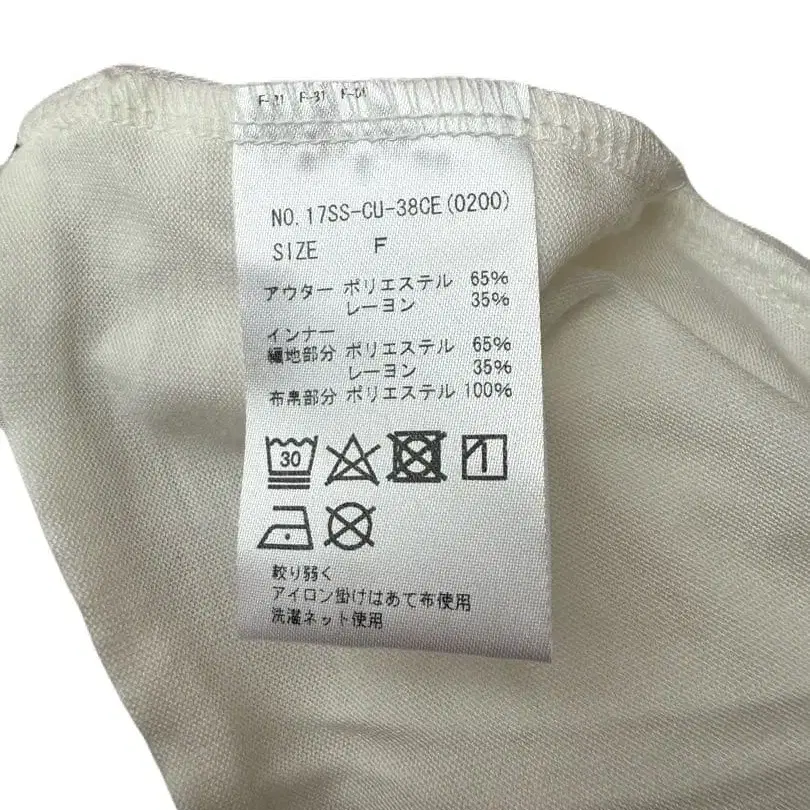 F-21 F-31 F-01
NO.17SS-CU-38CE(0200)
SIZE F
アウター ポリエステル 65%
レーヨン 35%
インナー
編地部分 ポリエステル 65%
レーヨン 35%
布帛部分 ポリエステル 100%
30
絞り弱く
アイロン掛けはあて布使用
洗濯ネット使用